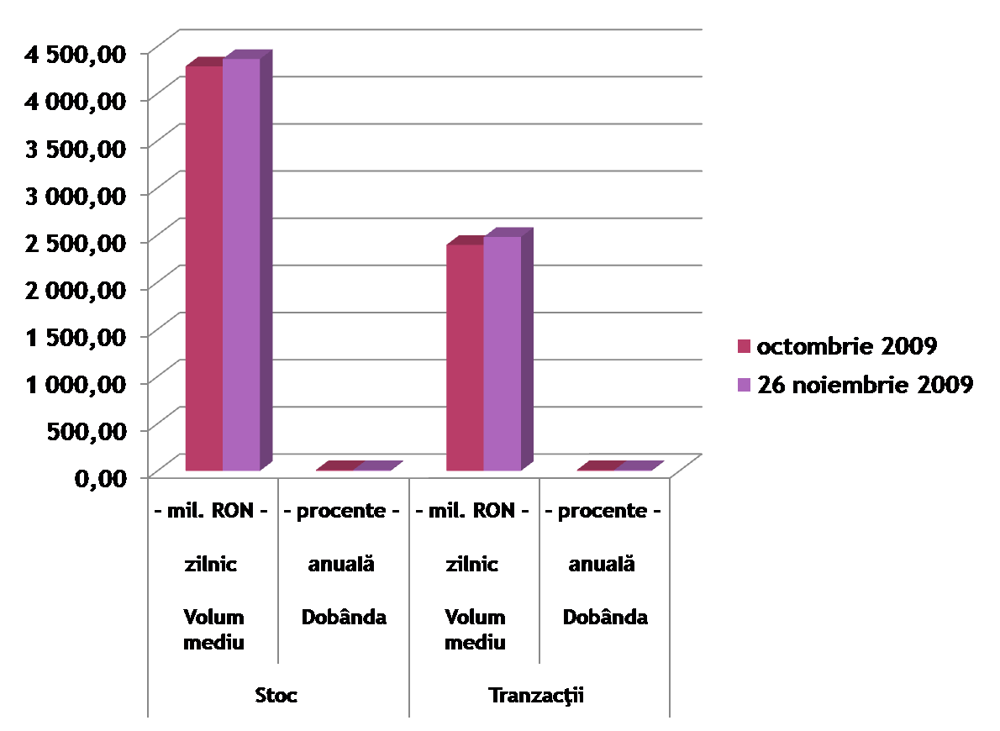 4 500,00
4 000,00
3 500,00
3 000,00
2 500,00
2 000,00
1 500,00
1 000,00
500,00
0,00
octombrie 2009
26 noiembrie 2009
- mil. RON -
- procente -
- mil. RON -
- procente -
zilnic
anuală
zilnic
anuală
Volum
mediu
Dobânda
Volum
mediu
Dobânda
Stoc
Tranzacţii